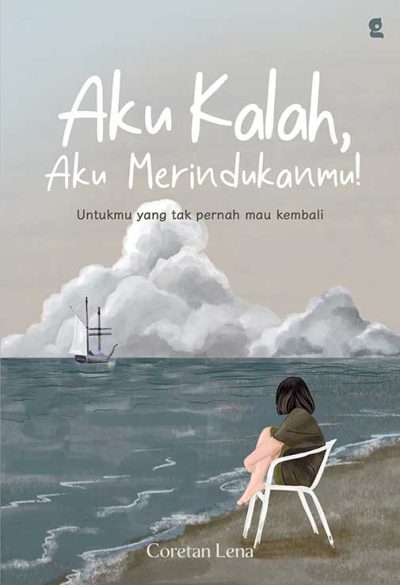 Aku Kalah,
Aku Merindukanmu!
Untukmu yang tak pernah mau kembali
Coretan Lena